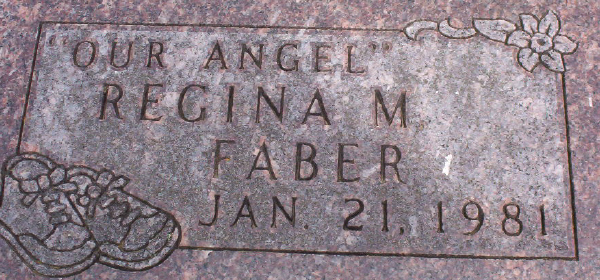 "OUR ANGEL"
REGINA M.
FABER
JAN. 21, 1981